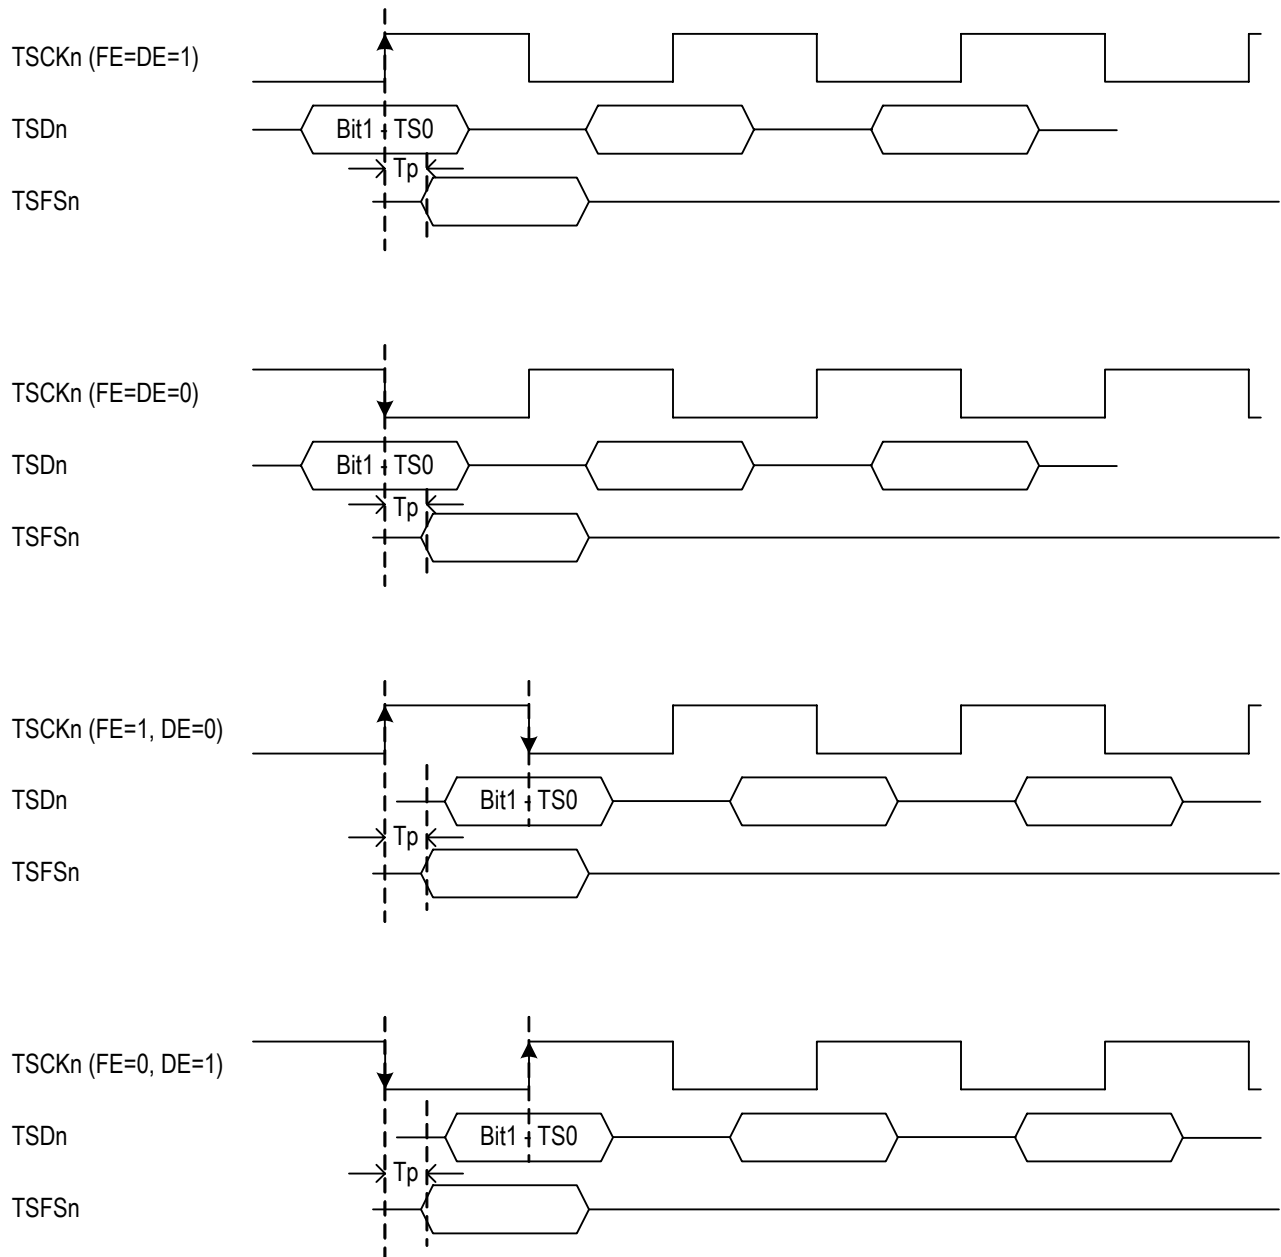 TSCKn (FE=DE=1)
TSDn
Bit1 - TS0
Tp
TSFSn
TSCKn (FE=DE=0)
TSDn
Bit1 - TS0
Tp
TSFSn
TSCKn (FE=1, DE=0)
TSDn
Bit1 - TS0
Tp
TSFSn
TSCKn (FE=0, DE=1)
TSDn
Bit1 - TS0
Tp
TSFSn